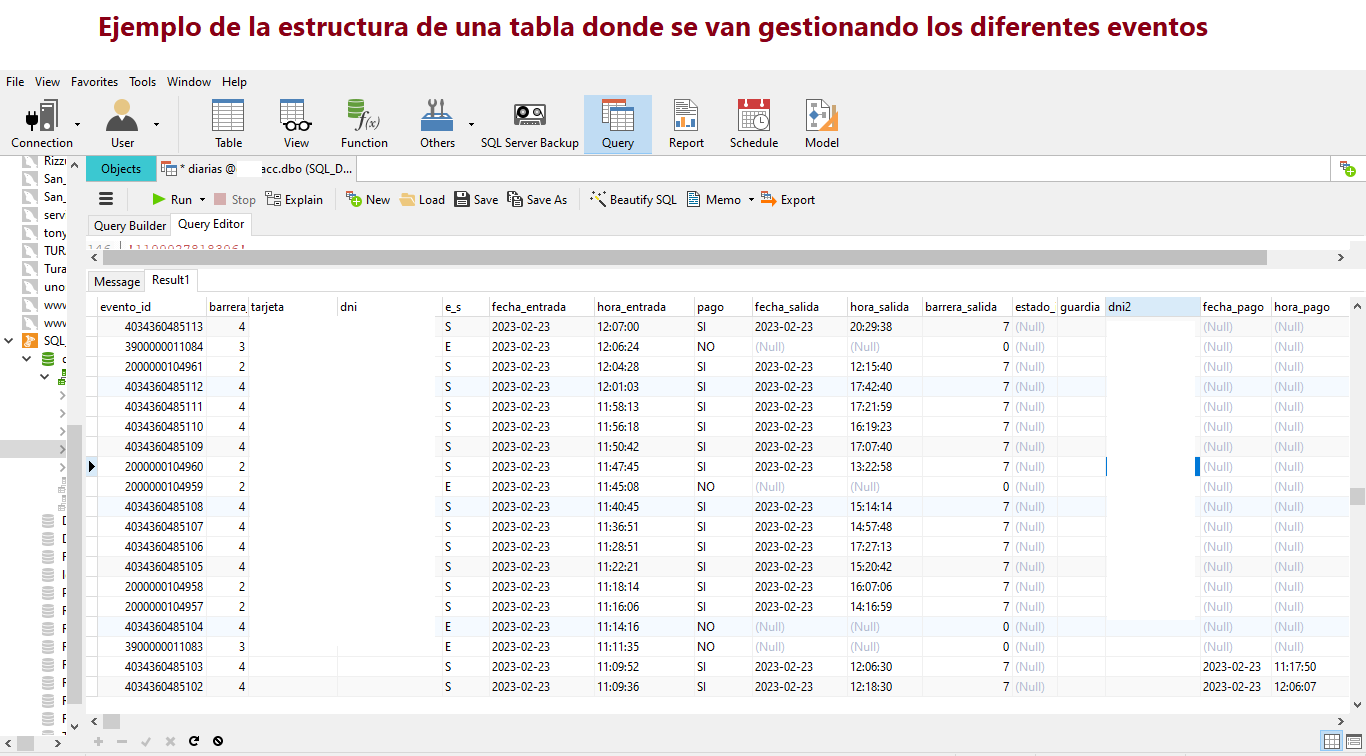 Ejemplo de la estructura de una tabla donde se van gestionando los diferentes eventos
File View Favorites Tools Window Help
Connection User Table View Function Others SQL Server Backup Query Report Schedule Model
Objects * diarias @ acc.dbo (SQL_D...
Run Stop Explain New Load Save Save As Beautify SQL Memo Export
Query Builder Query Editor
Message Result1
Rizzu
San_
San_
serv
tony
TUR.
Tura
uno
www
www
SQL
evento_id barrera_ tarjeta dni e_s fecha_entrada hora_entrada pago fecha_salida hora_salida barrera_salida estado_ guardia dni2 fecha_pago hora_pago
4034360485113 4 S 2023-02-23 12:07:00 SI 2023-02-23 20:29:38 7 (Null) (Null) (Null)
3900000011084 3 E 2023-02-23 12:06:24 NO (Null) (Null) 0 (Null) (Null) (Null)
2000000104961 2 S 2023-02-23 12:04:28 SI 2023-02-23 12:15:40 7 (Null) (Null) (Null)
4034360485112 4 S 2023-02-23 12:01:03 SI 2023-02-23 17:42:40 7 (Null) (Null) (Null)
4034360485111 4 S 2023-02-23 11:58:13 SI 2023-02-23 17:21:59 7 (Null) (Null) (Null)
4034360485110 4 S 2023-02-23 11:56:18 SI 2023-02-23 16:19:23 7 (Null) (Null) (Null)
4034360485109 4 S 2023-02-23 11:50:42 SI 2023-02-23 17:07:40 7 (Null) (Null) (Null)
2000000104960 2 S 2023-02-23 11:47:45 SI 2023-02-23 13:22:58 7 (Null) (Null) (Null)
2000000104959 2 E 2023-02-23 11:45:08 NO (Null) (Null) 0 (Null) (Null) (Null)
4034360485108 4 S 2023-02-23 11:40:45 SI 2023-02-23 15:14:14 7 (Null) (Null) (Null)
4034360485107 4 S 2023-02-23 11:36:51 SI 2023-02-23 14:57:48 7 (Null) (Null) (Null)
4034360485106 4 S 2023-02-23 11:28:51 SI 2023-02-23 17:27:13 7 (Null) (Null) (Null)
4034360485105 4 S 2023-02-23 11:22:21 SI 2023-02-23 15:20:42 7 (Null) (Null) (Null)
2000000104958 2 S 2023-02-23 11:18:14 SI 2023-02-23 16:07:06 7 (Null) (Null) (Null)
2000000104957 2 S 2023-02-23 11:16:06 SI 2023-02-23 14:16:59 7 (Null) (Null) (Null)
4034360485104 4 E 2023-02-23 11:14:16 NO (Null) (Null) 0 (Null) (Null) (Null)
3900000011083 3 E 2023-02-23 11:11:35 NO (Null) (Null) 0 (Null) (Null) (Null)
4034360485103 4 S 2023-02-23 11:09:52 SI 2023-02-23 12:06:30 7 (Null) 2023-02-23 11:17:50
4034360485102 4 S 2023-02-23 11:09:36 SI 2023-02-23 12:18:30 7 (Null) 2023-02-23 12:06:07